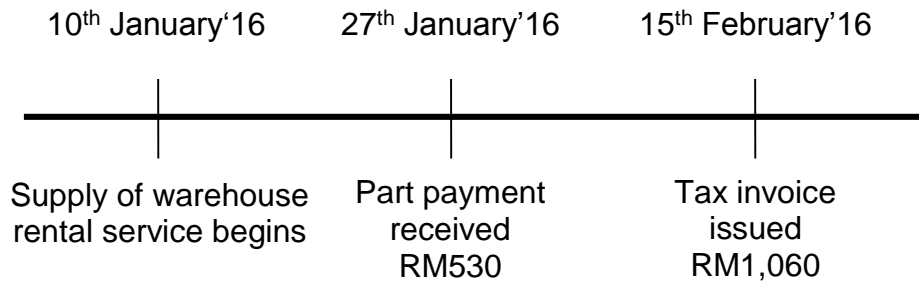 10th January‘16
27th January’16
15th February’16
Supply of warehouse
rental service begins
Part payment
received
RM530
Tax invoice
issued
RM1,060